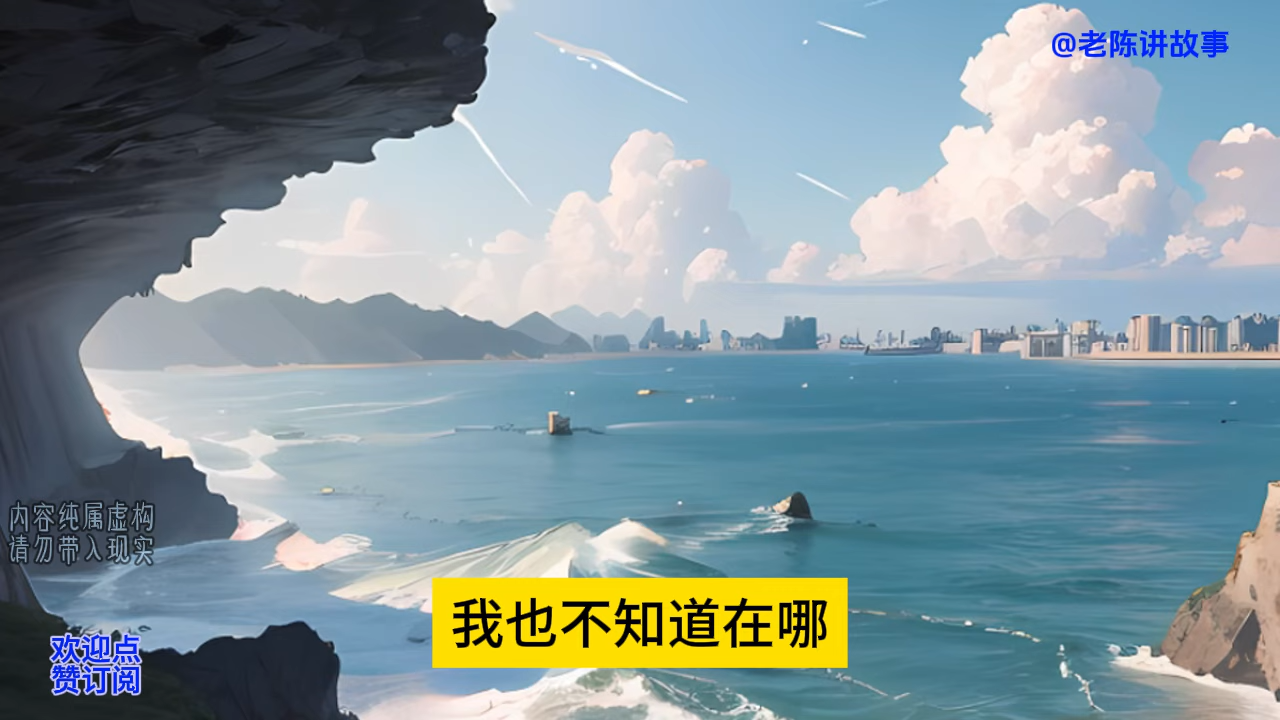 @老陈讲故事
内容纯属虚构
请勿带入现实
我也不知道在哪
欢迎点
赞订阅